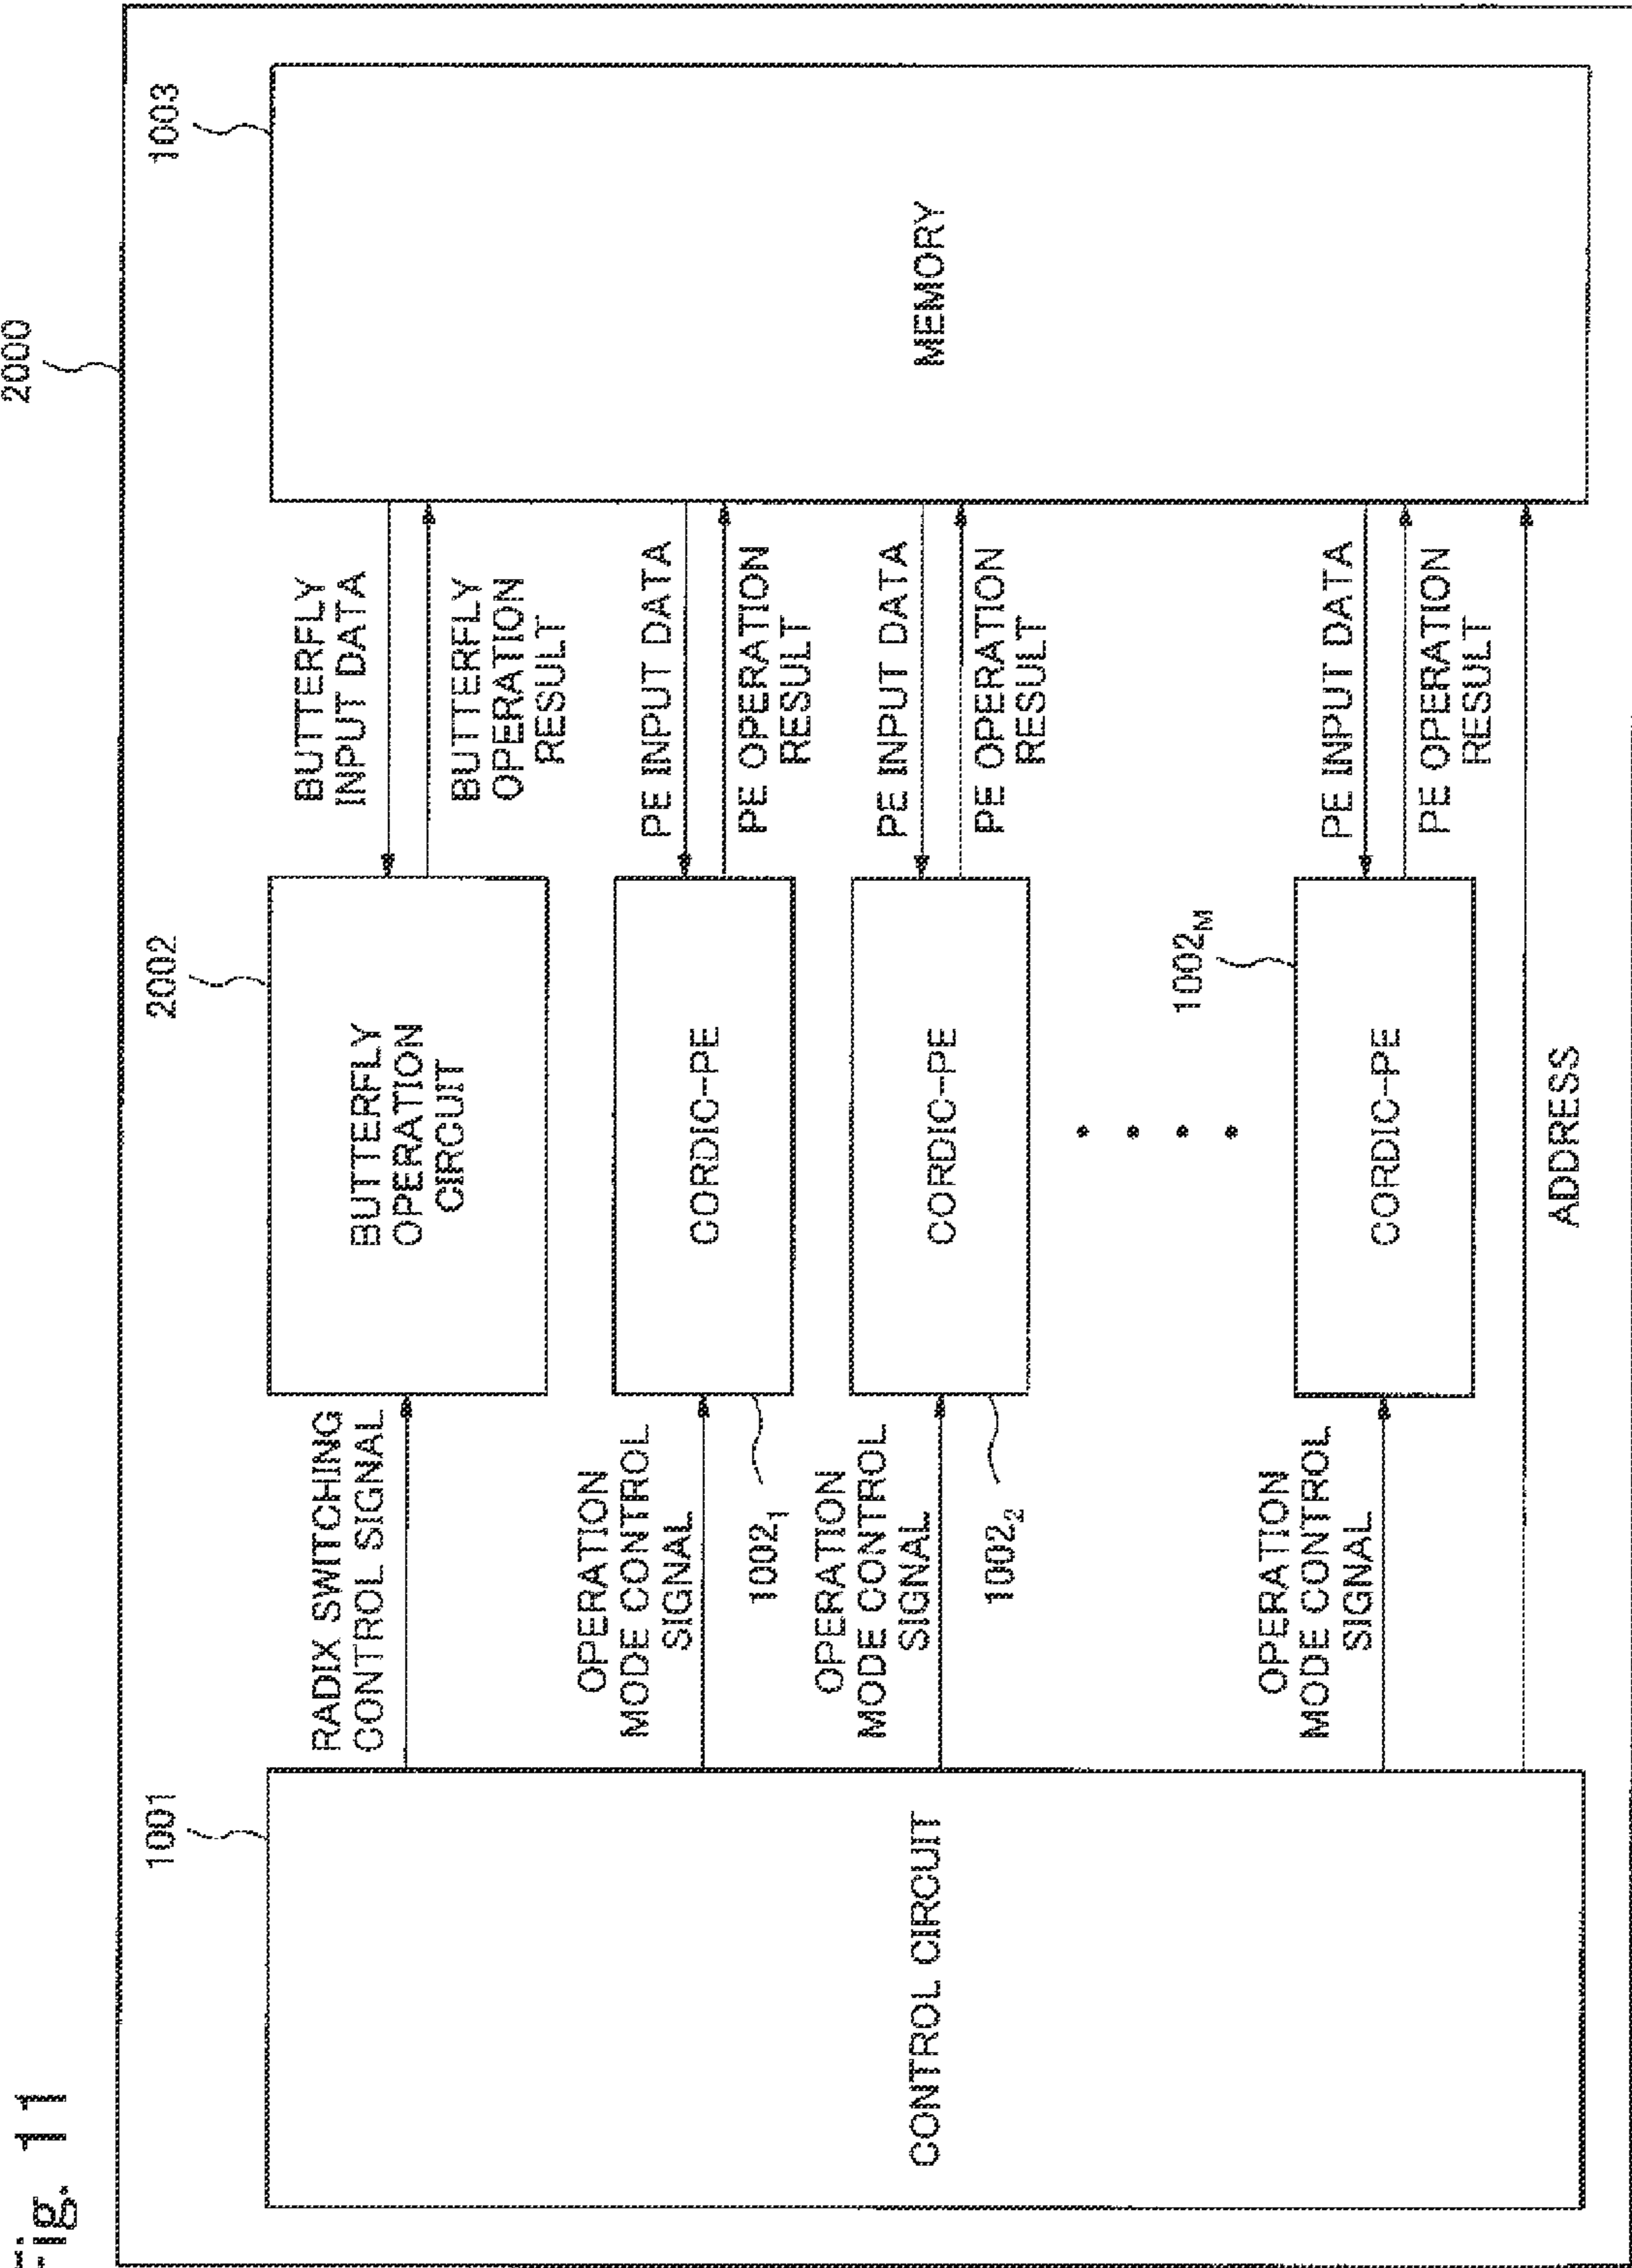 Fig. 11
2000
1001
CONTROL CIRCUIT
RADIX SWITCHING
CONTROL SIGNAL
OPERATION
MODE CONTROL
SIGNAL
1002₁
OPERATION
MODE CONTROL
SIGNAL
1002₂
OPERATION
MODE CONTROL
SIGNAL
2002
BUTTERFLY
OPERATION
CIRCUIT
CORDIC-PE
CORDIC-PE
1002M
CORDIC-PE
ADDRESS
BUTTERFLY
INPUT DATA
BUTTERFLY
OPERATION
RESULT
PE INPUT DATA
PE OPERATION
RESULT
PE INPUT DATA
PE OPERATION
RESULT
PE INPUT DATA
PE OPERATION
RESULT
1003
MEMORY